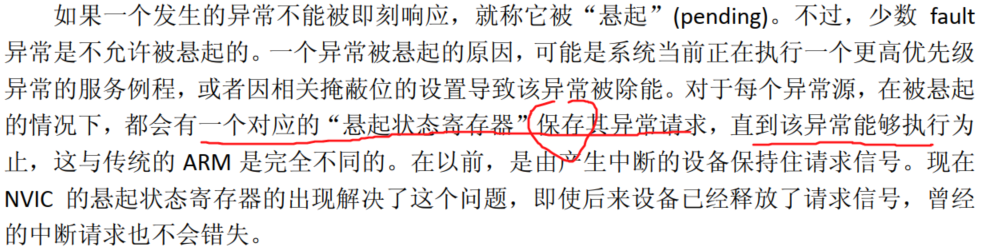 如果一个发生的异常不能被即刻响应，就称它被“悬起”(pending)。不过，少数 fault
异常是不允许被悬起的。一个异常被悬起的原因，可能是系统当前正在执行一个更高优先级
异常的服务例程，或者因相关掩蔽位的设置导致该异常被除能。对于每个异常源，在被悬起
的情况下，都会有一个对应的“悬起状态寄存器”保存其异常请求，直到该异常能够执行为
止，这与传统的 ARM 是完全不同的。在以前，是由产生中断的设备保持住请求信号。现在
NVIC 的悬起状态寄存器的出现解决了这个问题，即使后来设备已经释放了请求信号，曾经
的中断请求也不会错失。